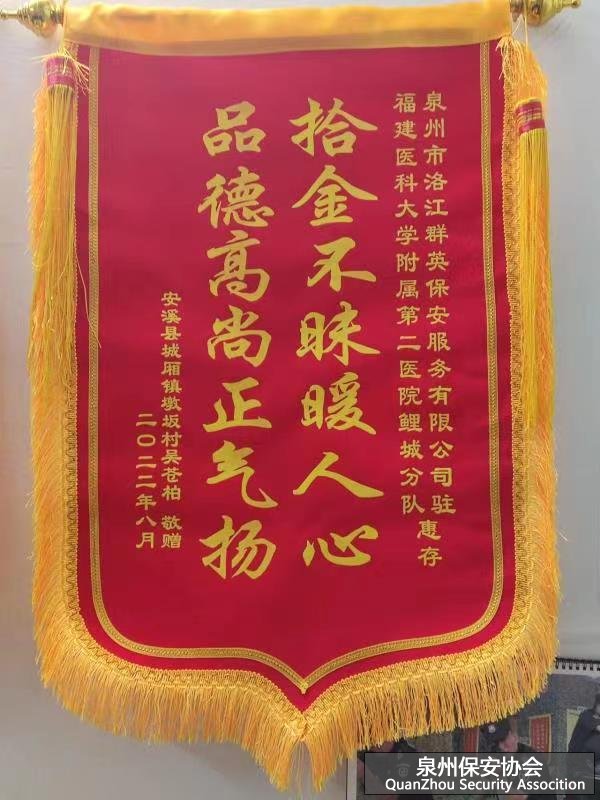 泉州市洛江群英保安服务有限公司驻
福建医科大学附属第二医院鲤城分队惠存
拾金不昧暖人心
品德高尚正气扬
安溪县城厢镇墩坂村吴苍柏 敬赠
二〇二二年八月
泉州保安协会
QuanZhou Security Assocition